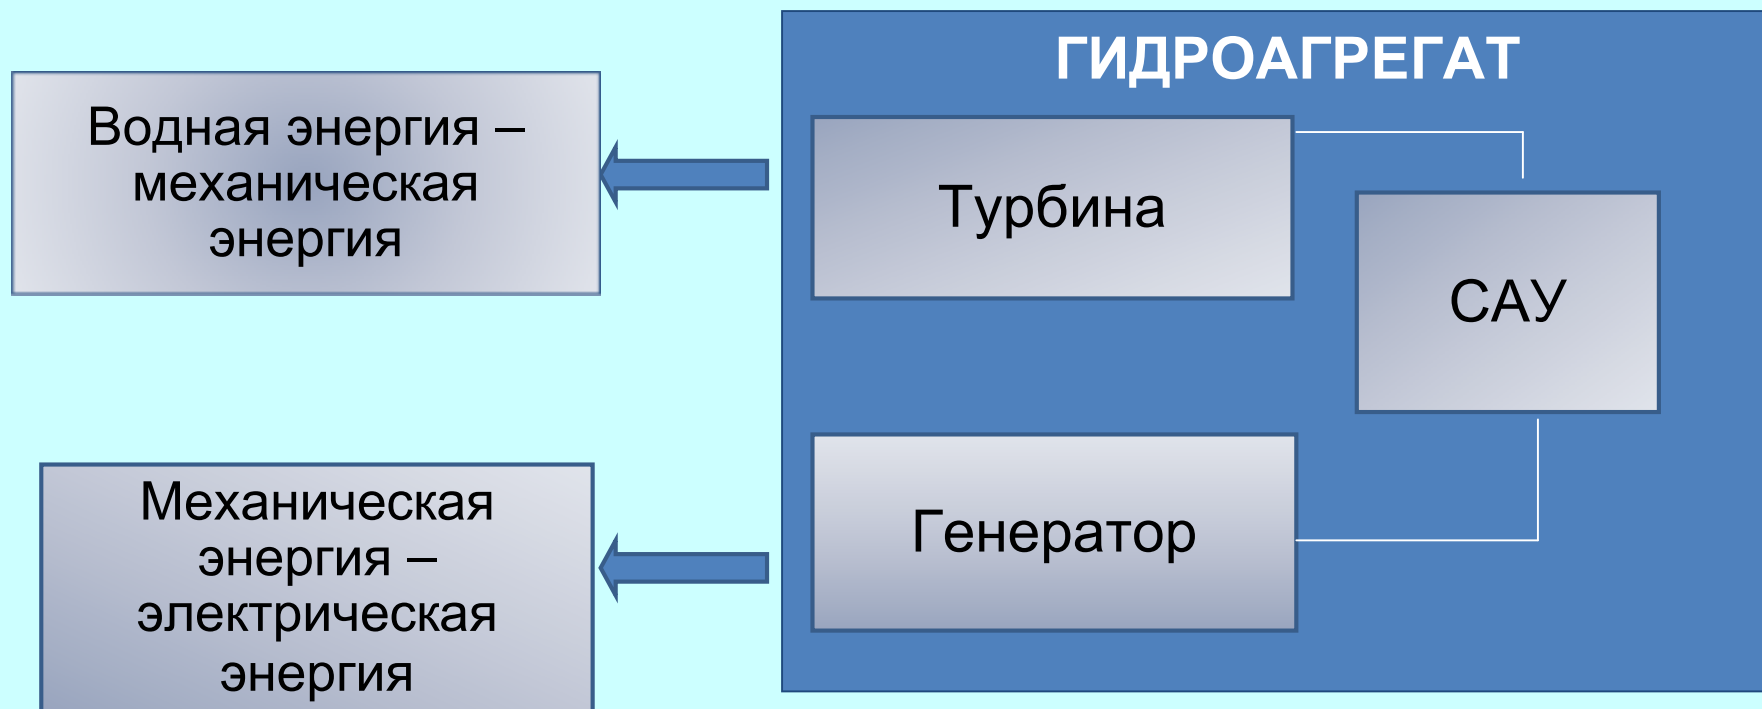 ГИДРОАГРЕГАТ
Водная энергия –
механическая
энергия
Турбина
САУ
Механическая
энергия –
электрическая
энергия
Генератор